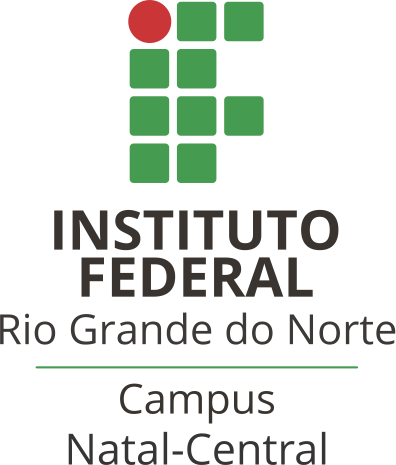 INSTITUTO
FEDERAL
Rio Grande do Norte
Campus
Natal-Central